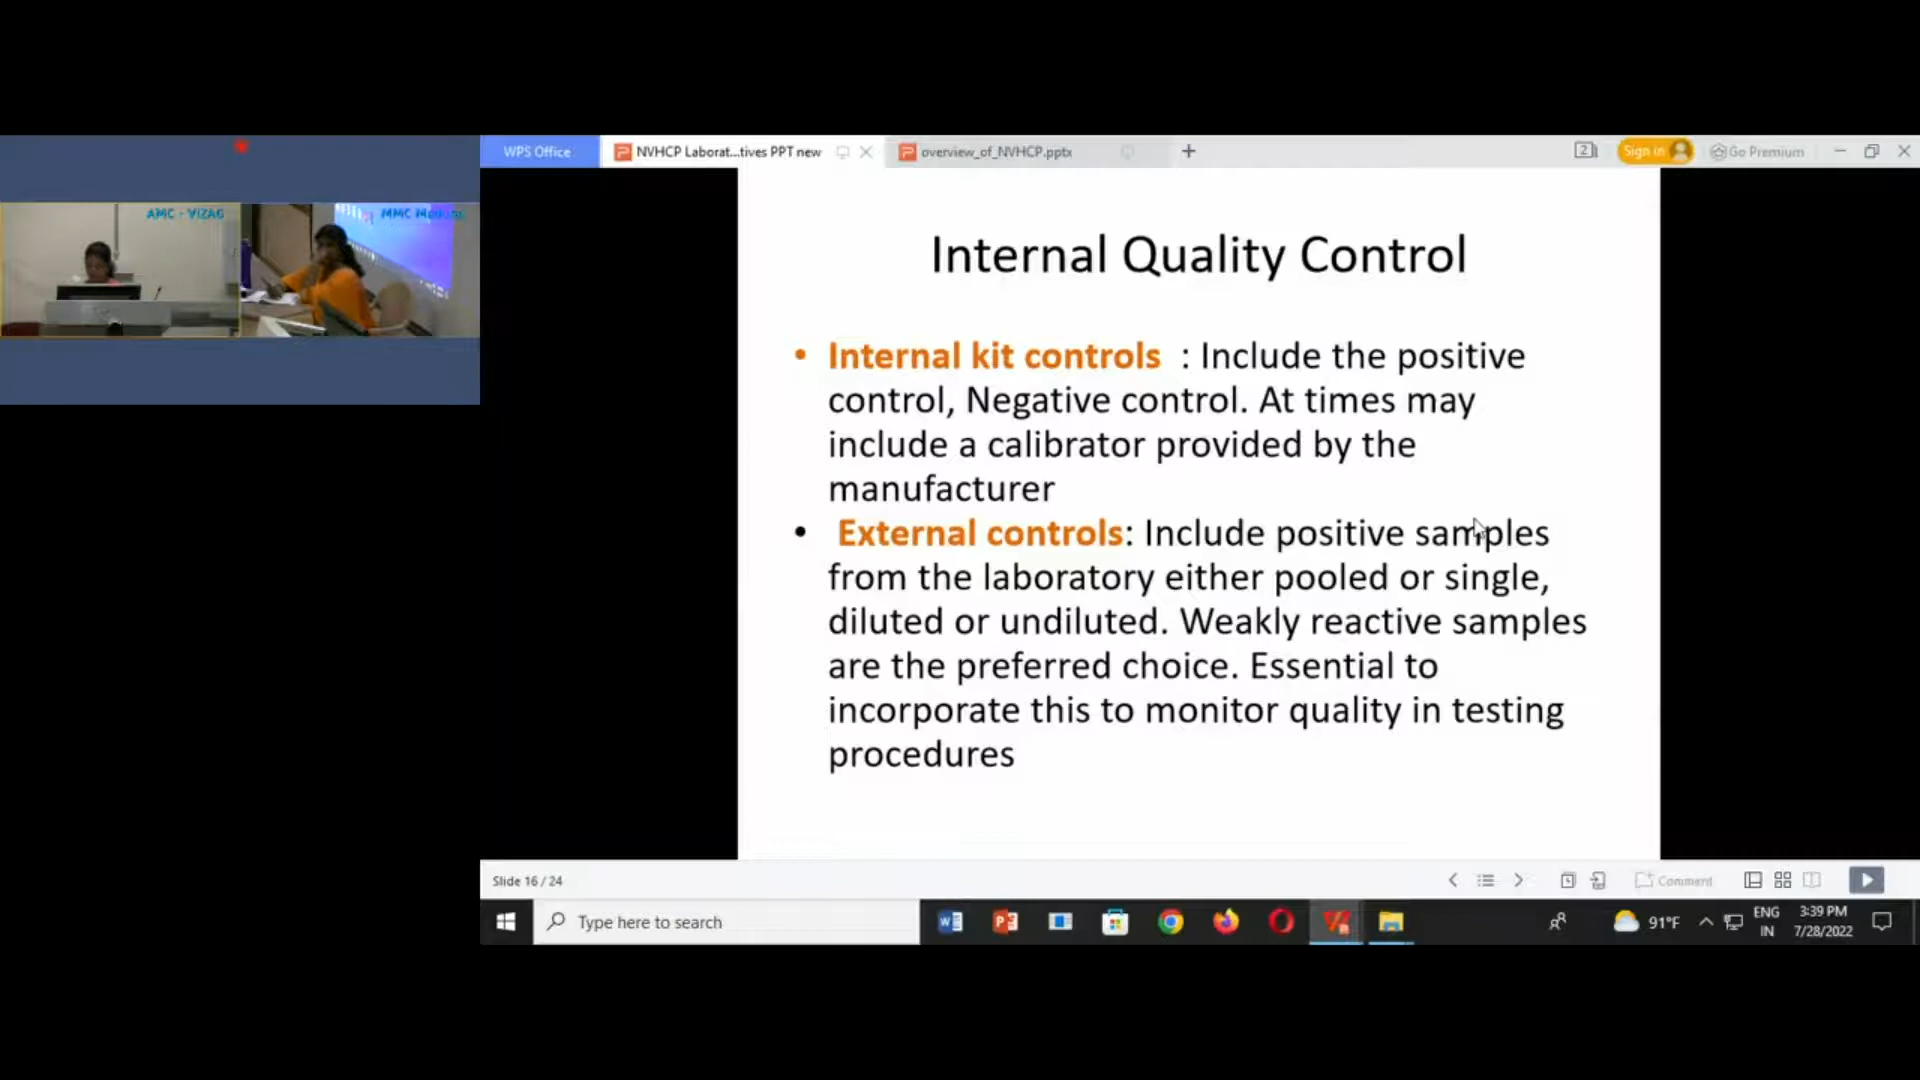 WPS Office
NVHCP Laborat...tives PPT new
overview_of_NVHCP.pptx
2
Sign in
Go Premium
AMC - VIZAG
MMC
Internal Quality Control
• Internal kit controls : Include the positive
control, Negative control. At times may
include a calibrator provided by the
manufacturer
• External controls: Include positive samples
from the laboratory either pooled or single,
diluted or undiluted. Weakly reactive samples
are the preferred choice. Essential to
incorporate this to monitor quality in testing
procedures
Slide 16 / 24
Comment
Type here to search
91°F
ENG
IN
3:39 PM
7/28/2022